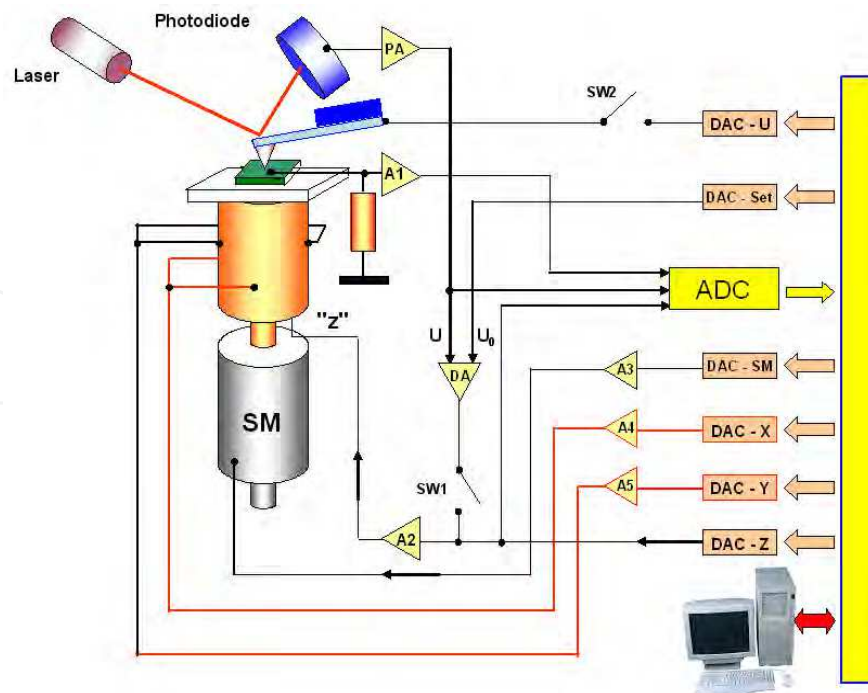 Photodiode
Laser
PA
SW2
DAC - U
A1
DAC - Set
ADC
"Z"
U
U₀
DA
A3
DAC - SM
SM
A4
DAC - X
SW1
A5
DAC - Y
A2
DAC - Z